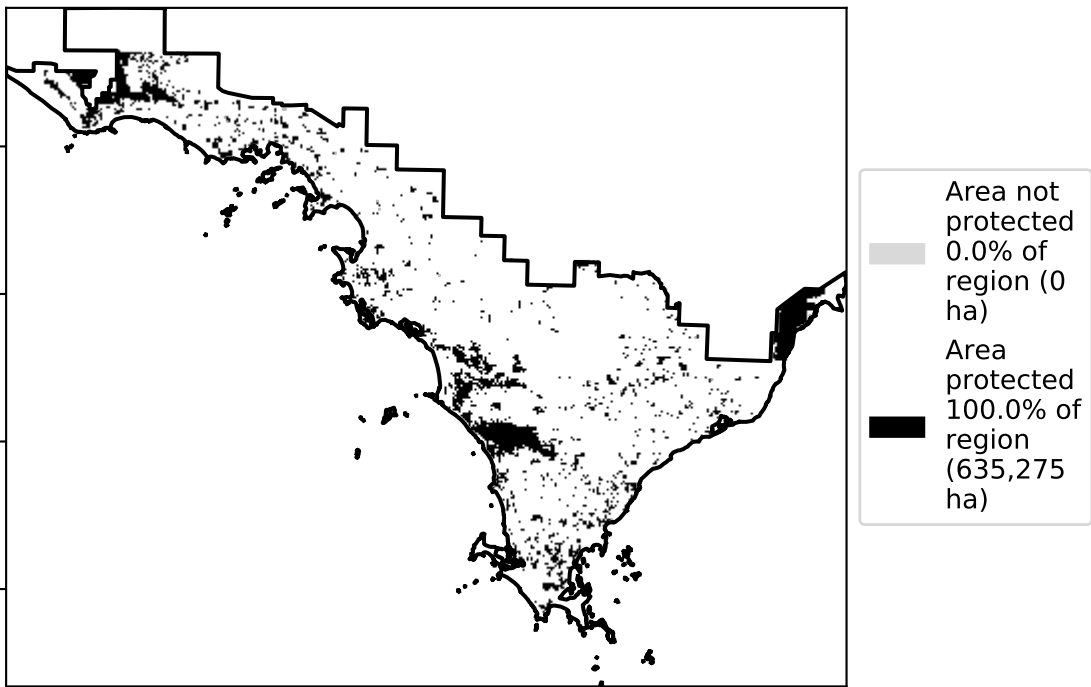 Area not
protected
0.0% of
region (0
ha)
Area
protected
100.0% of
region
(635,275
ha)